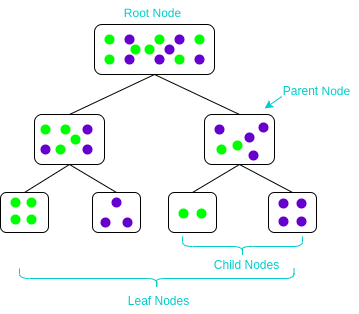 Root Node
Parent Node
Child Nodes
Leaf Nodes